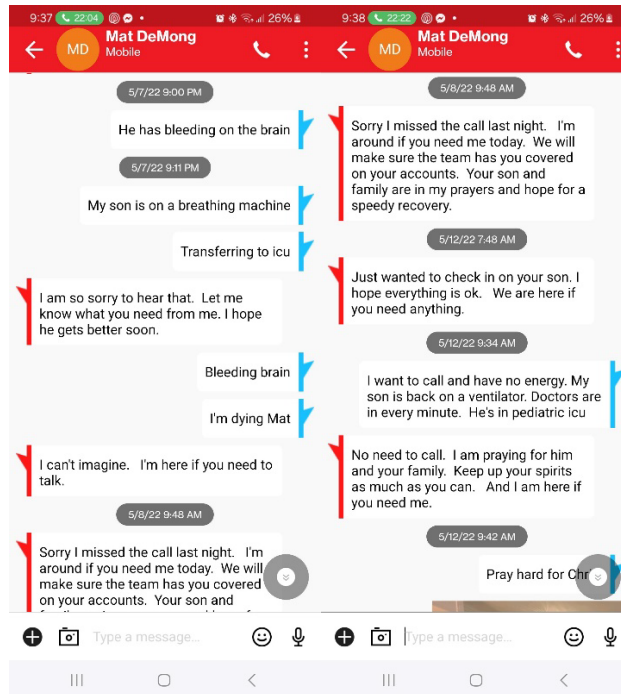 9:37 22:04 26%
MD
Mat DeMong
Mobile
5/7/22 9:00 PM
He has bleeding on the brain
5/7/22 9:11 PM
My son is on a breathing machine
Transferring to icu
I am so sorry to hear that. Let me
know what you need from me. I hope
he gets better soon.
Bleeding brain
I'm dying Mat
I can't imagine. I'm here if you need to
talk.
5/8/22 9:48 AM
Sorry I missed the call last night. I'm
around if you need me today. We will
make sure the team has you covered
on your accounts. Your son and
Type a message...
9:38 22:22 26%
MD
Mat DeMong
Mobile
5/8/22 9:48 AM
Sorry I missed the call last night. I'm
around if you need me today. We will
make sure the team has you covered
on your accounts. Your son and
family are in my prayers and hope for a
speedy recovery.
5/12/22 7:48 AM
Just wanted to check in on your son. I
hope everything is ok. We are here if
you need anything.
5/12/22 9:34 AM
I want to call and have no energy. My
son is back on a ventilator. Doctors are
in every minute. He's in pediatric icu
No need to call. I am praying for him
and your family. Keep up your spirits
as much as you can. And I am here if
you need me.
5/12/22 9:42 AM
Pray hard for
Type a message...